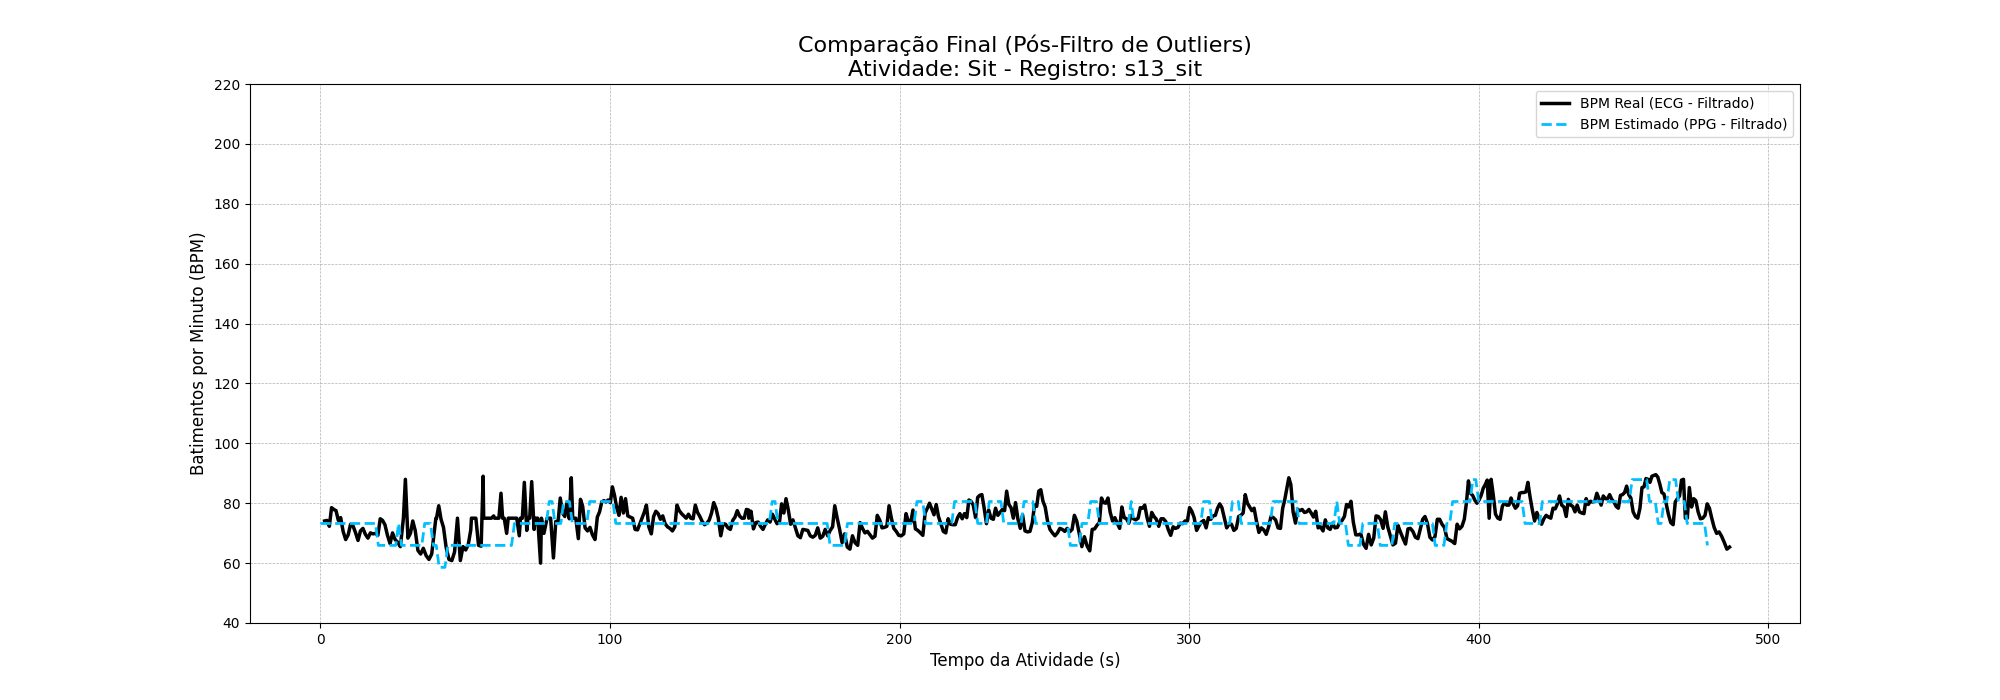 Comparação Final (Pós-Filtro de Outliers)
Atividade: Sit - Registro: s13_sit
BPM Real (ECG - Filtrado)
BPM Estimado (PPG - Filtrado)
Batimentos por Minuto (BPM)
220
200
180
160
140
120
100
80
60
40
0 100 200 300 400 500
Tempo da Atividade (s)